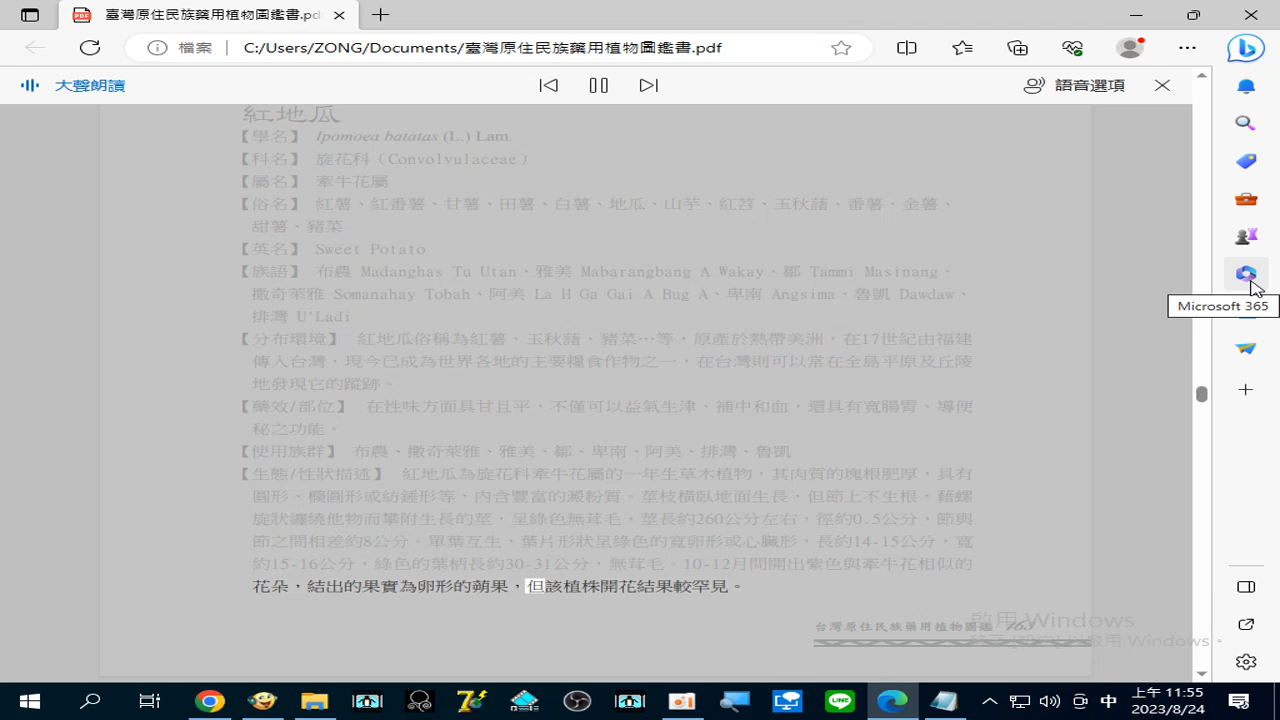 臺灣原住民族藥用植物圖鑑書.pdf
檔案
C:/Users/ZONG/Documents/臺灣原住民族藥用植物圖鑑書.pdf
大聲朗讀
語音選項
紅地瓜
【學名】 Ipomoea batatas (L.) Lam.
【科名】 旋花科（Convolvulaceae）
【屬名】 牽牛花屬
【俗名】 紅薯、紅番薯、甘薯、田薯、白薯、地瓜、山芋、紅苕、玉秋藷、番薯、金薯、
甜薯、豬菜
【英名】 Sweet Potato
【族語】 布農 Madanghas Tu Utan、雅美 Mabarangbang A Wakay、鄒 Tammi Masinang、
撒奇萊雅 Somanahay Tobah、阿美 La H Ga Gai A Bug A、卑南 Angsima、魯凱 Dawdaw、
排灣 U'Ladi
【分布環境】 紅地瓜俗稱為紅薯、玉秋藷、豬菜…等，原產於熱帶美洲，在17世紀由福建
傳入台灣，現今已成為世界各地的主要糧食作物之一，在台灣則可以常在全島平原及丘陵
地發現它的蹤跡。
【藥效/部位】 在性味方面具甘且平，不僅可以益氣生津、補中和血，還具有寬腸胃、導便
秘之功能。
【使用族群】 布農、撒奇萊雅、雅美、鄒、卑南、阿美、排灣、魯凱
【生態/性狀描述】 紅地瓜為旋花科牽牛花屬的一年生草木植物，其肉質的塊根肥厚，具有
圓形、橢圓形或紡錘形等，內含豐富的澱粉質。莖枝橫臥地面生長，但節上不生根，藉螺
旋狀纏繞他物而攀附生長的莖，呈綠色無茸毛，莖長約260公分左右，徑約0.5公分，節與
節之間相差約8公分。單葉互生，葉片形狀呈綠色的寬卵形或心臟形，長約14-15公分，寬
約15-16公分，綠色的葉柄長約30-31公分，無茸毛。10-12月間開出紫色與牽牛花相似的
花朵，結出的果實為卵形的蒴果，但該植株開花結果較罕見。
台灣原住民族藥用植物圖鑑
啟用 Windows
Microsoft 365
中
上午 11:55
2023/8/24